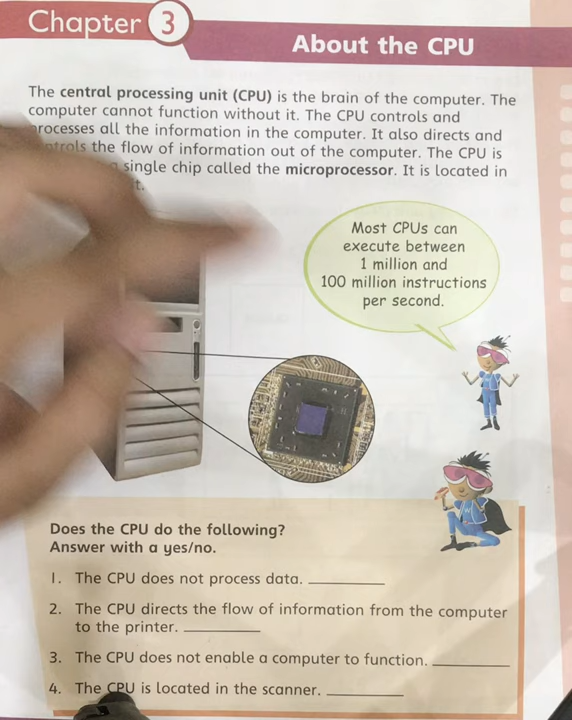 Chapter 3
About the CPU
The central processing unit (CPU) is the brain of the computer. The
computer cannot function without it. The CPU controls and
processes all the information in the computer. It also directs and
controls the flow of information out of the computer. The CPU is
single chip called the microprocessor. It is located in
Most CPUs can
execute between
1 million and
100 million instructions
per second.
Does the CPU do the following?
Answer with a yes/no.
1. The CPU does not process data.
2. The CPU directs the flow of information from the computer
to the printer.
3. The CPU does not enable a computer to function.
4. The CPU is located in the scanner.